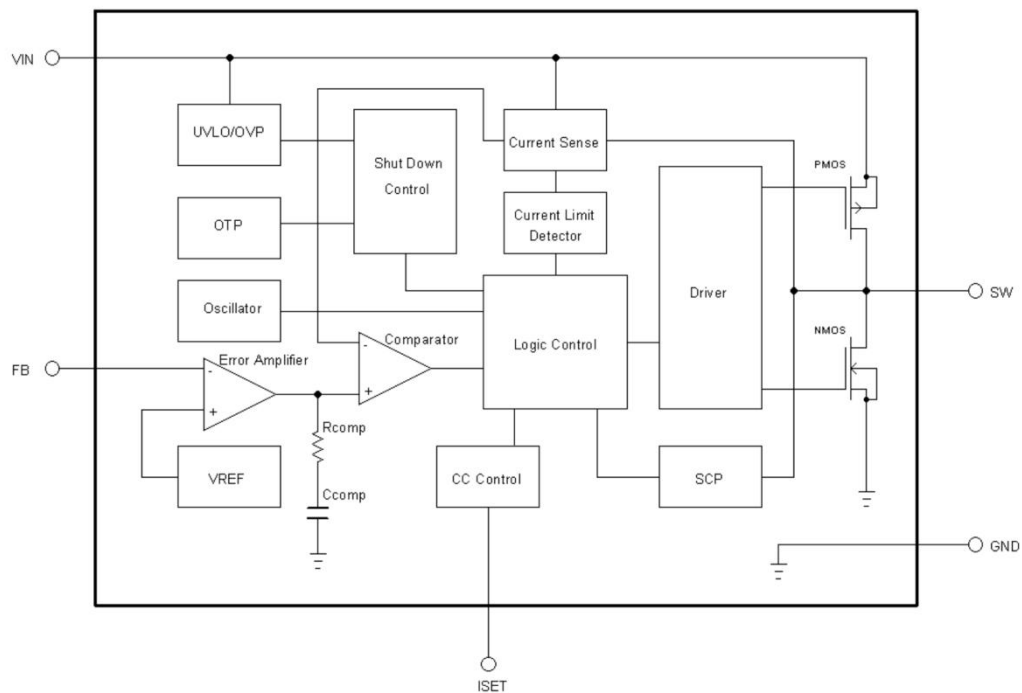 VIN
UVLO/OVP
Shut Down
Control
Current Sense
PMOS
OTP
Current Limit
Detector
Oscillator
Driver
SW
Comparator
Logic Control
NMOS
FB
Error Amplifier
-
+
-
+
Rcomp
VREF
CC Control
SCP
Ccomp
GND
ISET